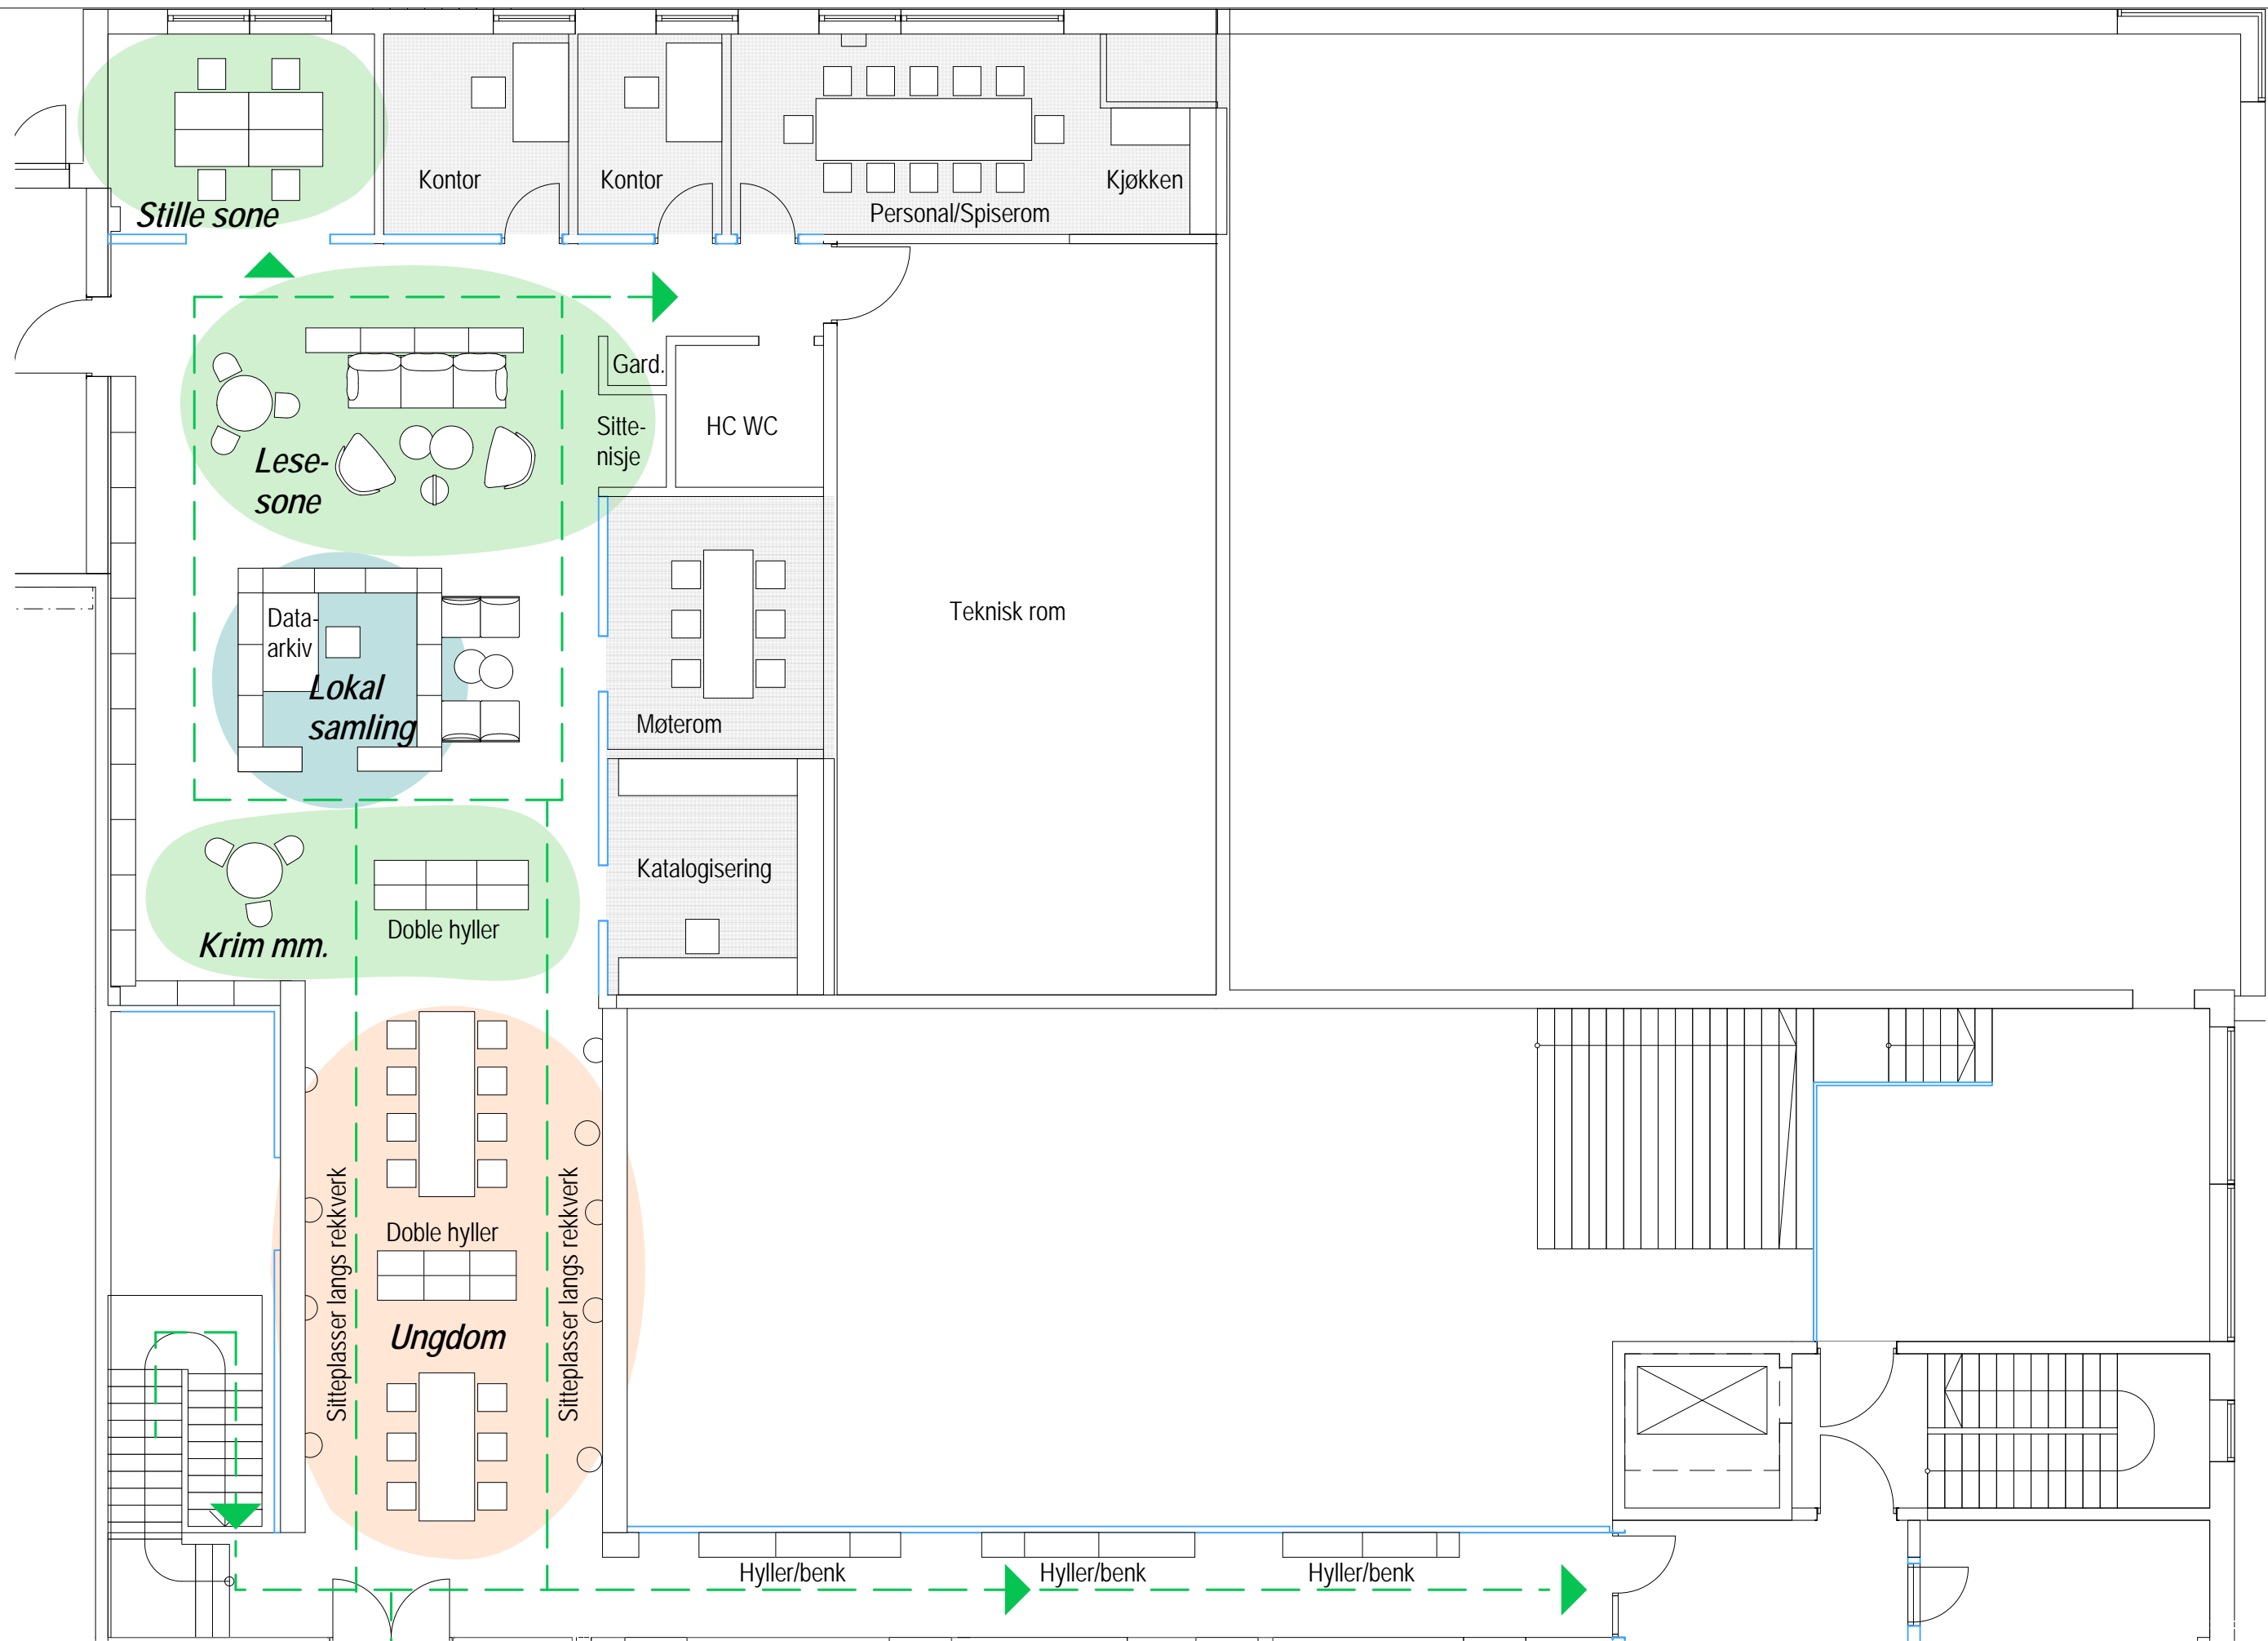 Kontor
Kontor
Kjøkken
Personal/Spiserom
Stille sone
Gard.
Sitte-
nisje
HC WC
Lese-
sone
Data-
arkiv
Teknisk rom
Lokal
samling
Møterom
Katalogisering
Doble hyller
Krim mm.
Sitteplasser langs rekkverk
Doble hyller
Sitteplasser langs rekkverk
Ungdom
Hyller/benk
Hyller/benk
Hyller/benk